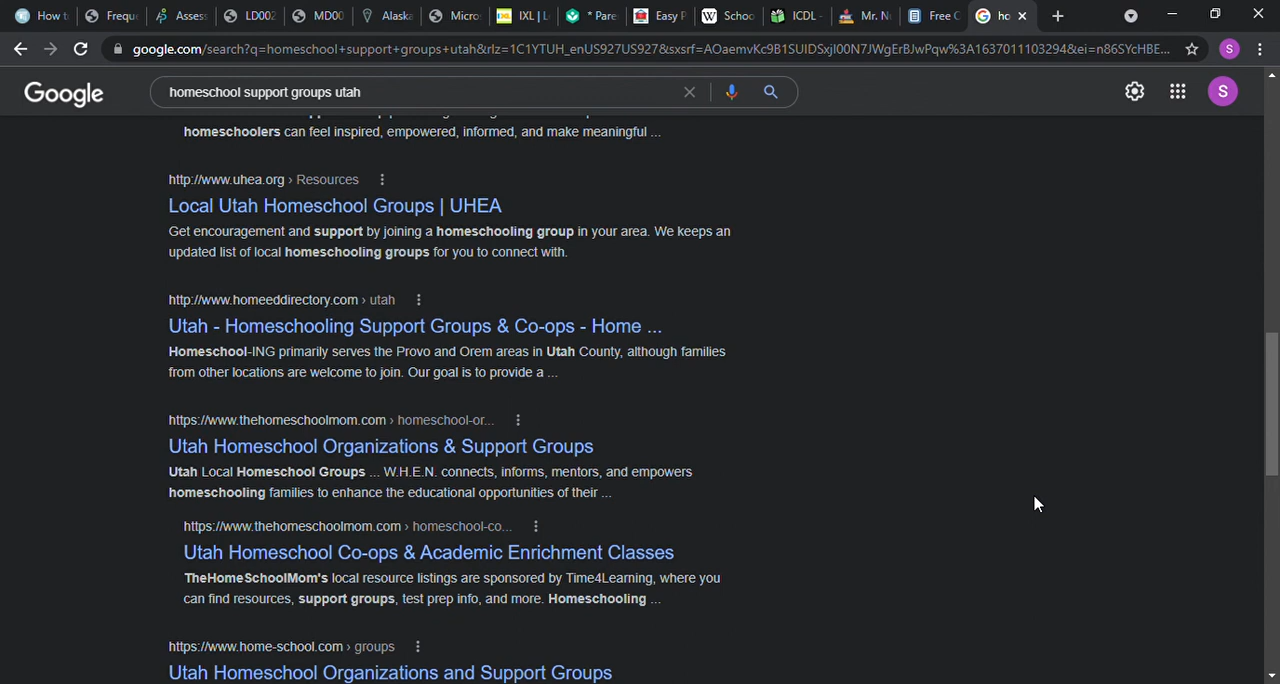 How t
Frequ
Assess
LD002
MD00
Alaska
Micro
IXL | L
* Pare
Easy P
Schoo
ICDL -
Mr. N
Free C
ho
google.com/search?q=homeschool+support+groups+utah&rlz=1C1YTUH_enUS927US927&sxsrf=AOaemvKc9B1SUIDSxjI00N7JWgErBJwPqw%3A1637011103294&ei=n86SYcHBE...
S
Google
homeschool support groups utah
S
homeschoolers can feel inspired, empowered, informed, and make meaningful ...
http://www.uhea.org › Resources
Local Utah Homeschool Groups | UHEA
Get encouragement and support by joining a homeschooling group in your area. We keeps an
updated list of local homeschooling groups for you to connect with.
http://www.homeeddirectory.com › utah
Utah - Homeschooling Support Groups & Co-ops - Home ...
Homeschool-ING primarily serves the Provo and Orem areas in Utah County, although families
from other locations are welcome to join. Our goal is to provide a ...
https://www.thehomeschoolmom.com › homeschool-or...
Utah Homeschool Organizations & Support Groups
Utah Local Homeschool Groups ... W.H.E.N. connects, informs, mentors, and empowers
homeschooling families to enhance the educational opportunities of their ...
https://www.thehomeschoolmom.com › homeschool-co...
Utah Homeschool Co-ops & Academic Enrichment Classes
TheHomeSchoolMom's local resource listings are sponsored by Time4Learning, where you
can find resources, support groups, test prep info, and more. Homeschooling ...
https://www.home-school.com › groups
Utah Homeschool Organizations and Support Groups